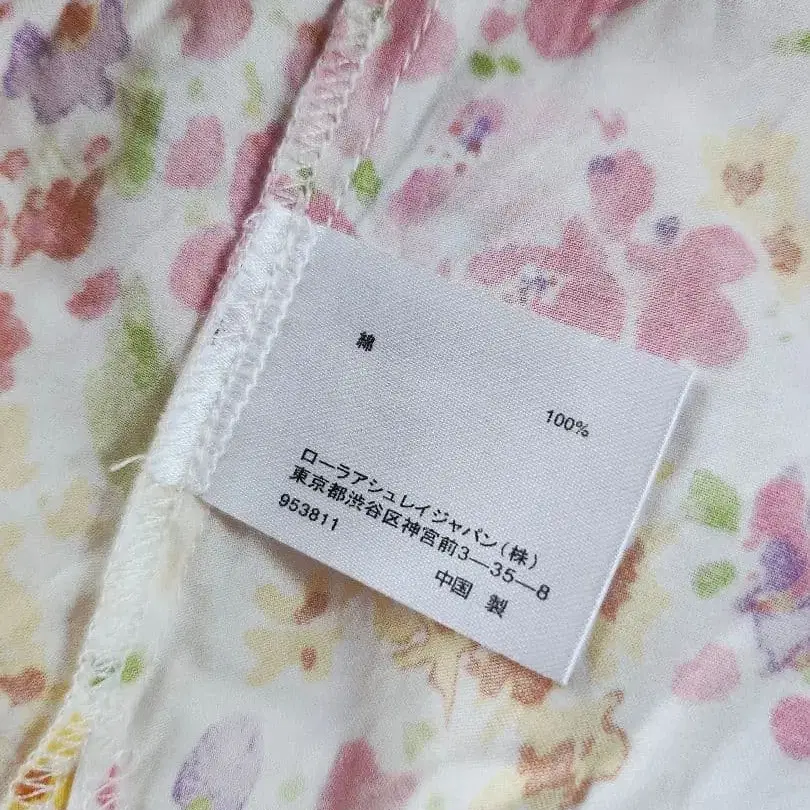 綿
100%
ローラアシュレイジャパン(株)
東京都渋谷区神宮前3—35—8
953811
中国 製